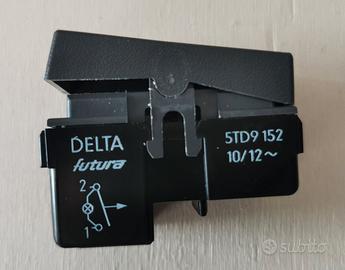 DELTA
futura
2
1
5TD9 152
10/12~
subito